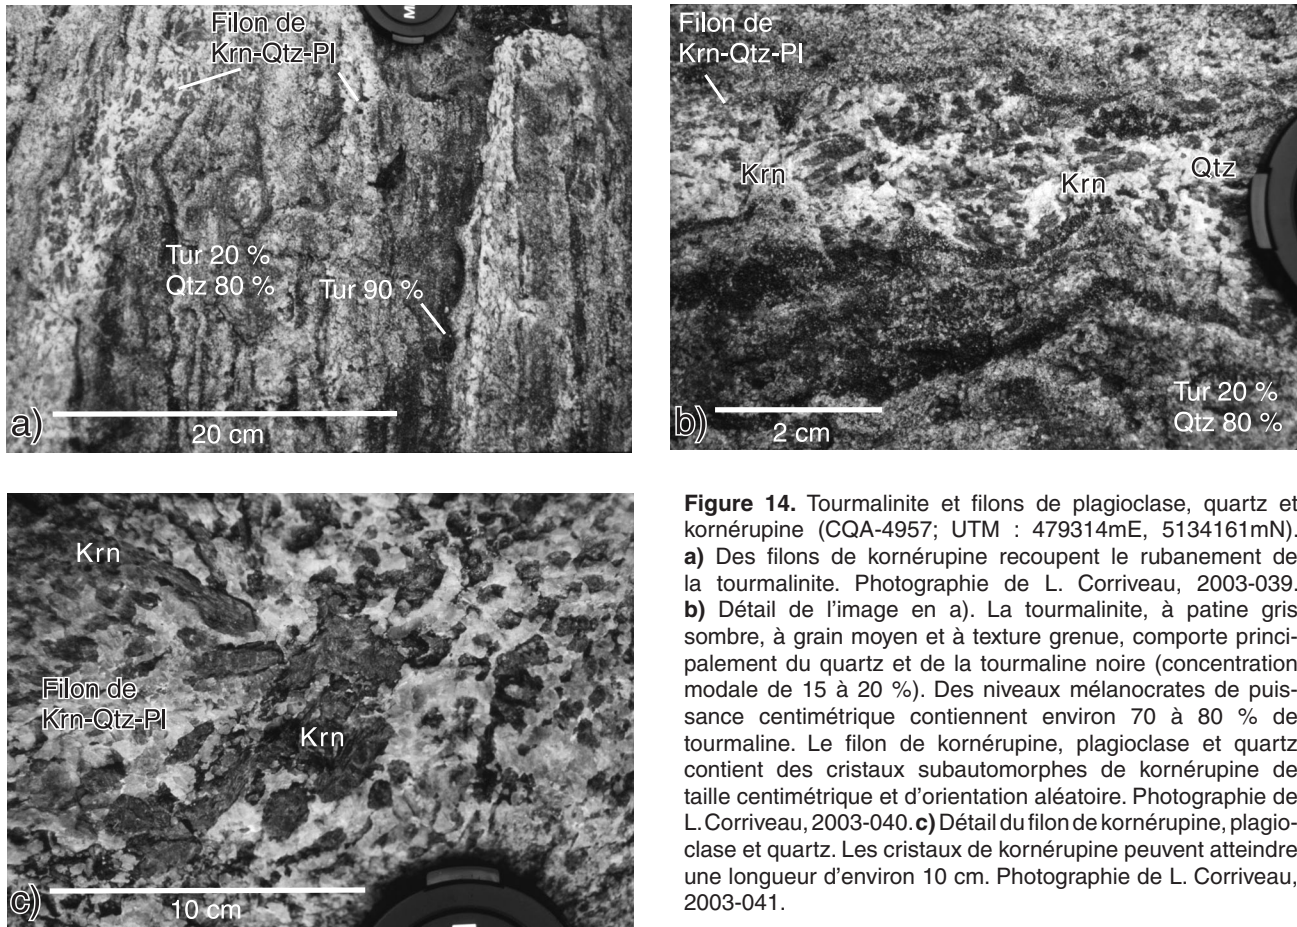 Filon de
Krn-Qtz-Pl
M
Tur 20 %
Qtz 80 %
Tur 90 %
20 cm
a)
Filon de
Krn-Qtz-Pl
Krn
Krn
Qtz
Tur 20 %
Qtz 80 %
2 cm
b)
Krn
Filon de
Krn-Qtz-Pl
Krn
10 cm
c)
Figure 14. Tourmalinite et filons de plagioclase, quartz et
kornérupine (CQA-4957; UTM : 479314mE, 5134161mN).
a) Des filons de kornérupine recoupent le rubanement de
la tourmalinite. Photographie de L. Corriveau, 2003-039.
b) Détail de l'image en a). La tourmalinite, à patine gris
sombre, à grain moyen et à texture grenue, comporte princi-
palement du quartz et de la tourmaline noire (concentration
modale de 15 à 20 %). Des niveaux mélanocrates de puis-
sance centimétrique contiennent environ 70 à 80 % de
tourmaline. Le filon de kornérupine, plagioclase et quartz
contient des cristaux subautomorphes de kornérupine de
taille centimétrique et d'orientation aléatoire. Photographie de
L. Corriveau, 2003-040. c) Détail du filon de kornérupine, plagio-
clase et quartz. Les cristaux de kornérupine peuvent atteindre
une longueur d'environ 10 cm. Photographie de L. Corriveau,
2003-041.